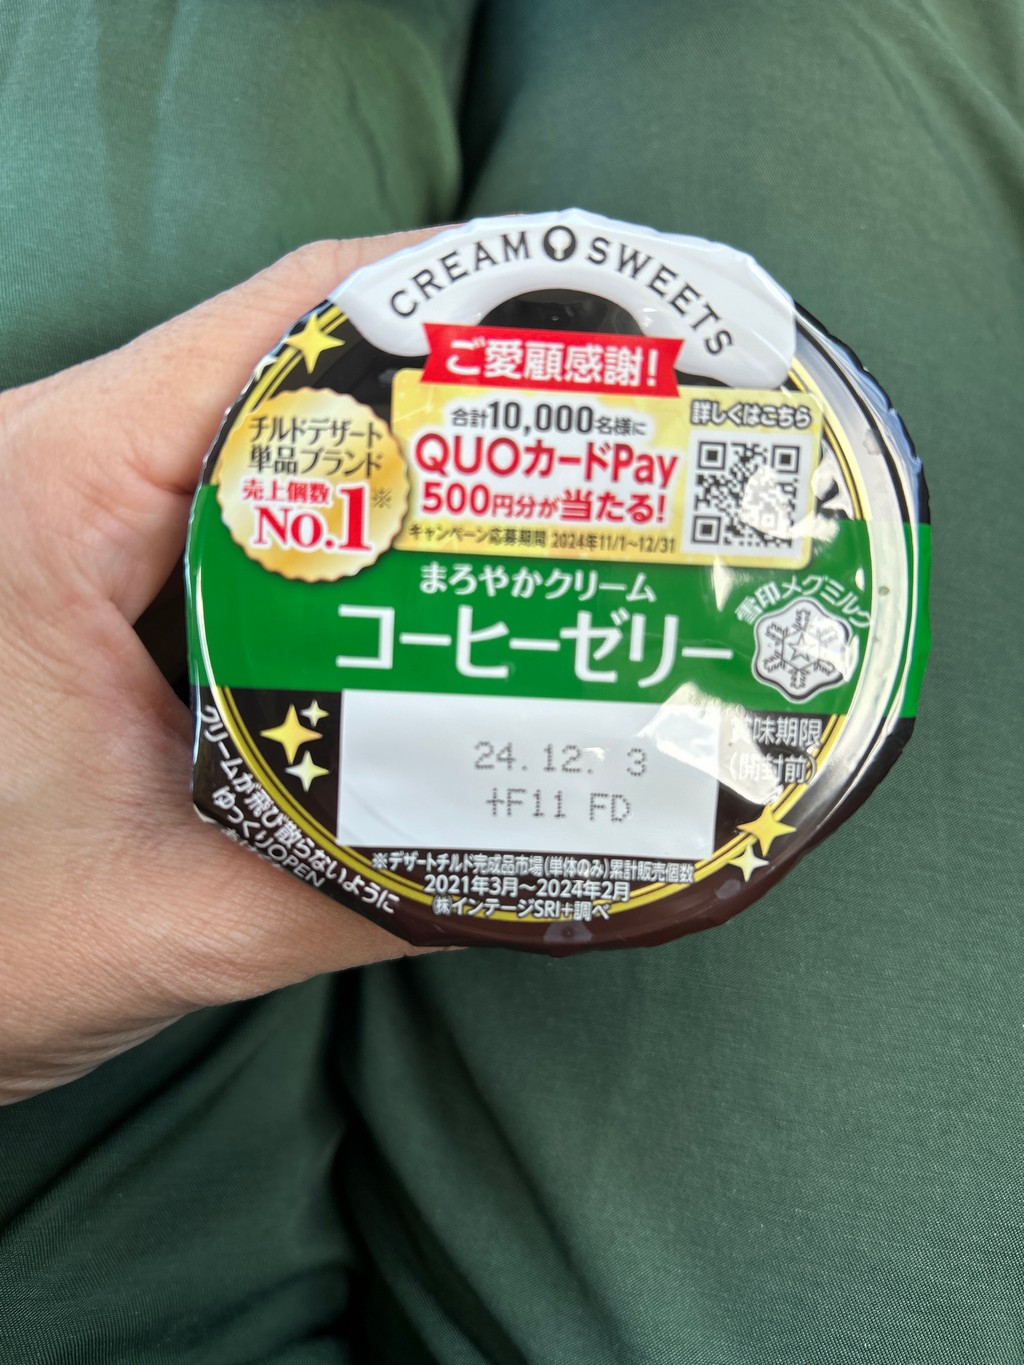 CREAM SWEETS
ご愛顧感謝!
合計10,000名様に
QUOカードPay
500円分が当たる!
キャンペーン応募期間 2024年11/1~12/31
詳しくはこちら
チルドデザート
単品ブランド
売上個数※
No.1
まろやかクリーム
コーヒーゼリー
雪印メグミルク
24.12. 3
+F11 FD
賞味期限
(開封前)
※デザートチルド完成品市場(単体のみ)累計販売個数
2021年3月~2024年2月
㈱インテージSRI+調べ
クリームが飛び散らないように
ゆっくりOPEN